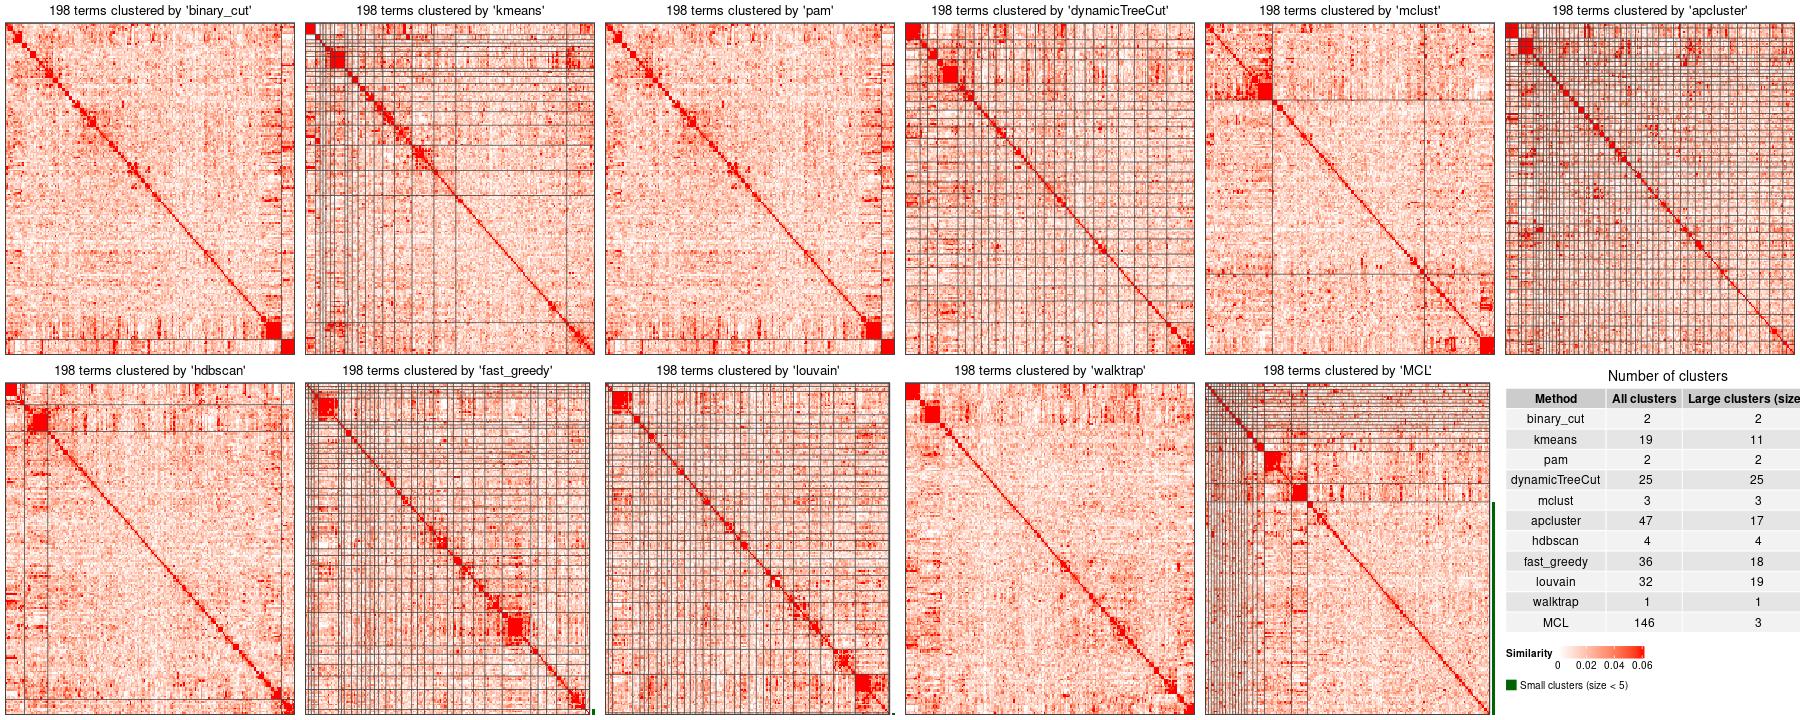 198 terms clustered by 'binary_cut'
198 terms clustered by 'kmeans'
198 terms clustered by 'pam'
198 terms clustered by 'dynamicTreeCut'
198 terms clustered by 'mclust'
198 terms clustered by 'apcluster'
198 terms clustered by 'hdbscan'
198 terms clustered by 'fast_greedy'
198 terms clustered by 'louvain'
198 terms clustered by 'walktrap'
198 terms clustered by 'MCL'
Number of clusters
Method All clusters Large clusters (size
binary_cut 2 2
kmeans 19 11
pam 2 2
dynamicTreeCut 25 25
mclust 3 3
apcluster 47 17
hdbscan 4 4
fast_greedy 36 18
louvain 32 19
walktrap 1 1
MCL 146 3
Similarity
0 0.02 0.04 0.06
Small clusters (size < 5)